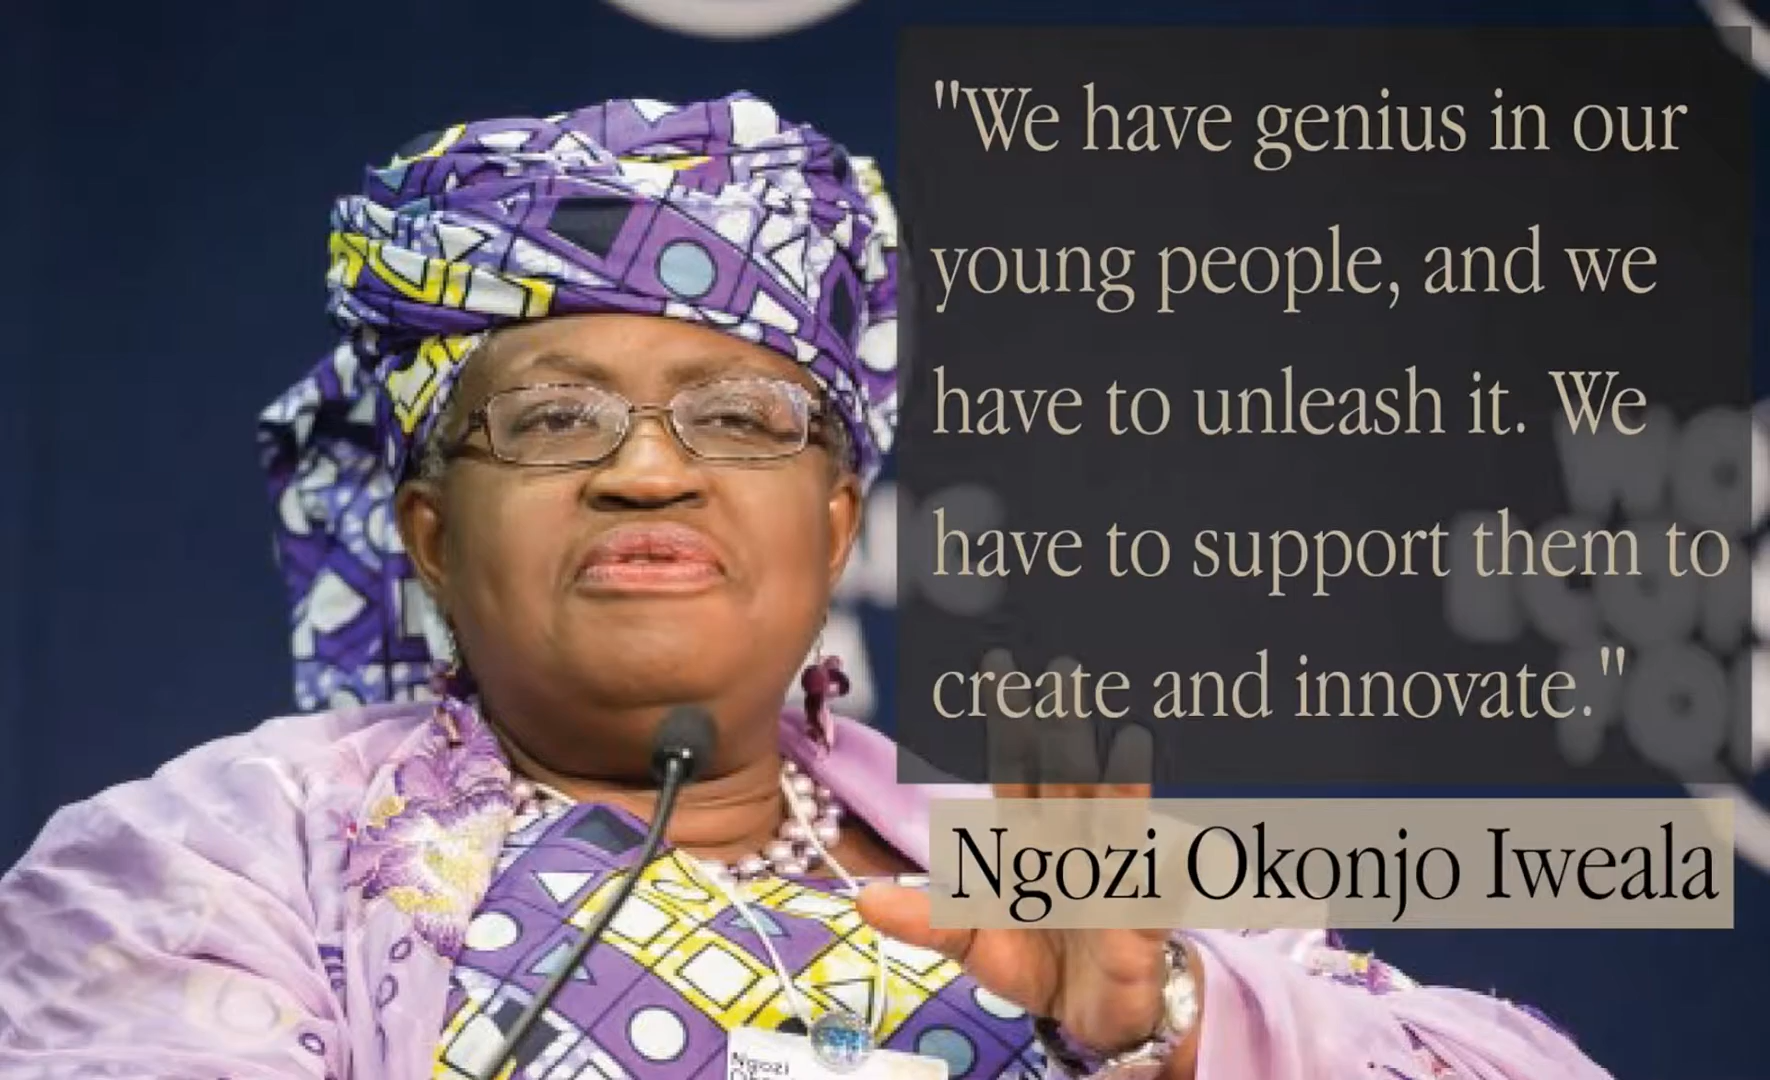 "We have genius in our
young people, and we
have to unleash it. We
have to support them to
create and innovate."
Ngozi Okonjo Iweala
Ngozi